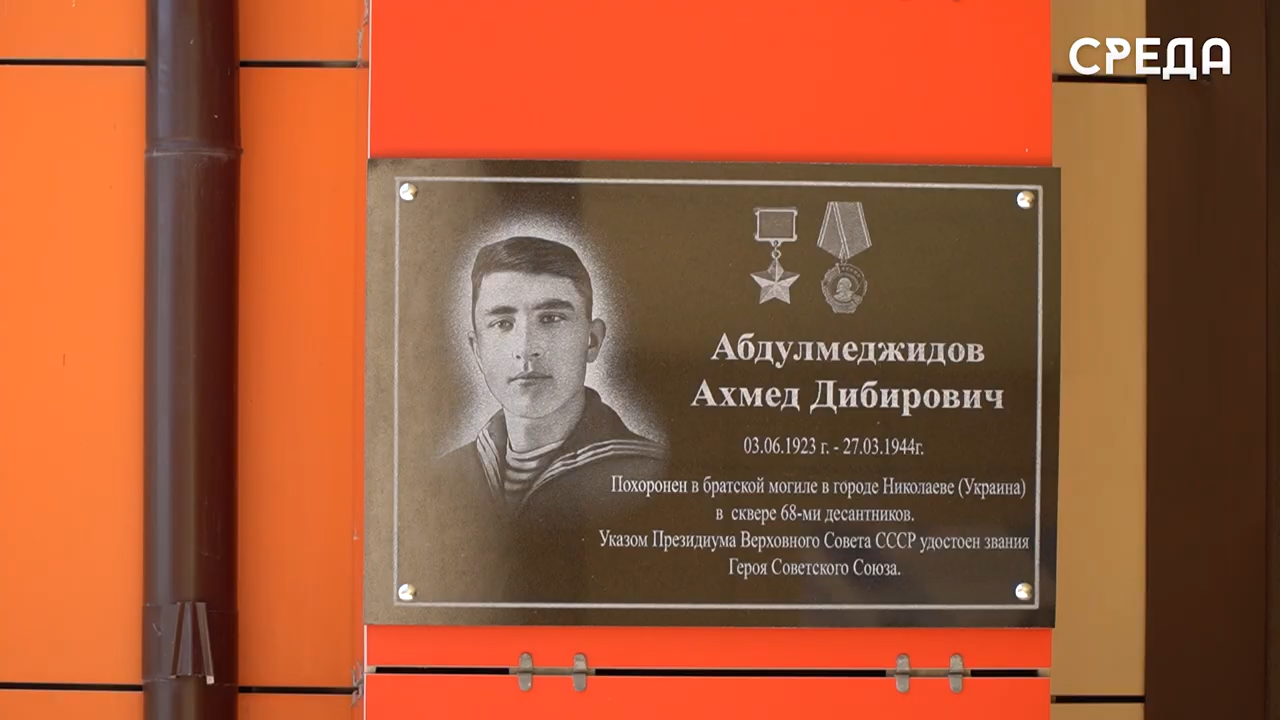 СРЕДА
Абдулмеджидов
Ахмед Дибирович
03.06.1923 г. - 27.03.1944г.
Похоронен в братской могиле в городе Николаеве (Украина)
в сквере 68-ми десантников.
Указом Президиума Верховного Совета СССР удостоен звания
Героя Советского Союза.